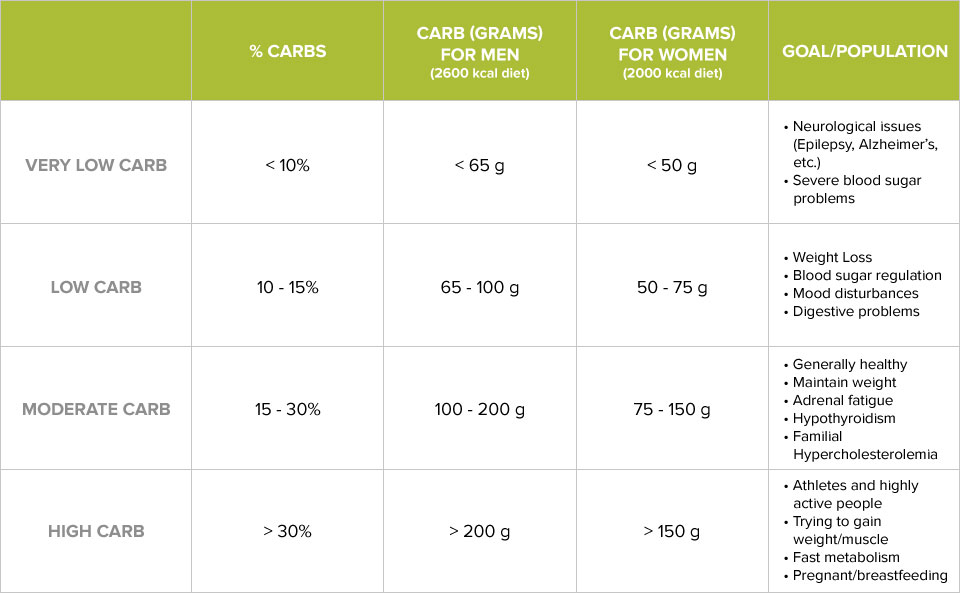 % CARBS
CARB (GRAMS)
FOR MEN
(2600 kcal diet)
CARB (GRAMS)
FOR WOMEN
(2000 kcal diet)
GOAL/POPULATION
VERY LOW CARB
< 10%
< 65 g
< 50 g
• Neurological issues
(Epilepsy, Alzheimer’s,
etc.)
• Severe blood sugar
problems
LOW CARB
10 - 15%
65 - 100 g
50 - 75 g
• Weight Loss
• Blood sugar regulation
• Mood disturbances
• Digestive problems
MODERATE CARB
15 - 30%
100 - 200 g
75 - 150 g
• Generally healthy
• Maintain weight
• Adrenal fatigue
• Hypothyroidism
• Familial
Hypercholesterolemia
HIGH CARB
> 30%
> 200 g
> 150 g
• Athletes and highly
active people
• Trying to gain
weight/muscle
• Fast metabolism
• Pregnant/breastfeeding